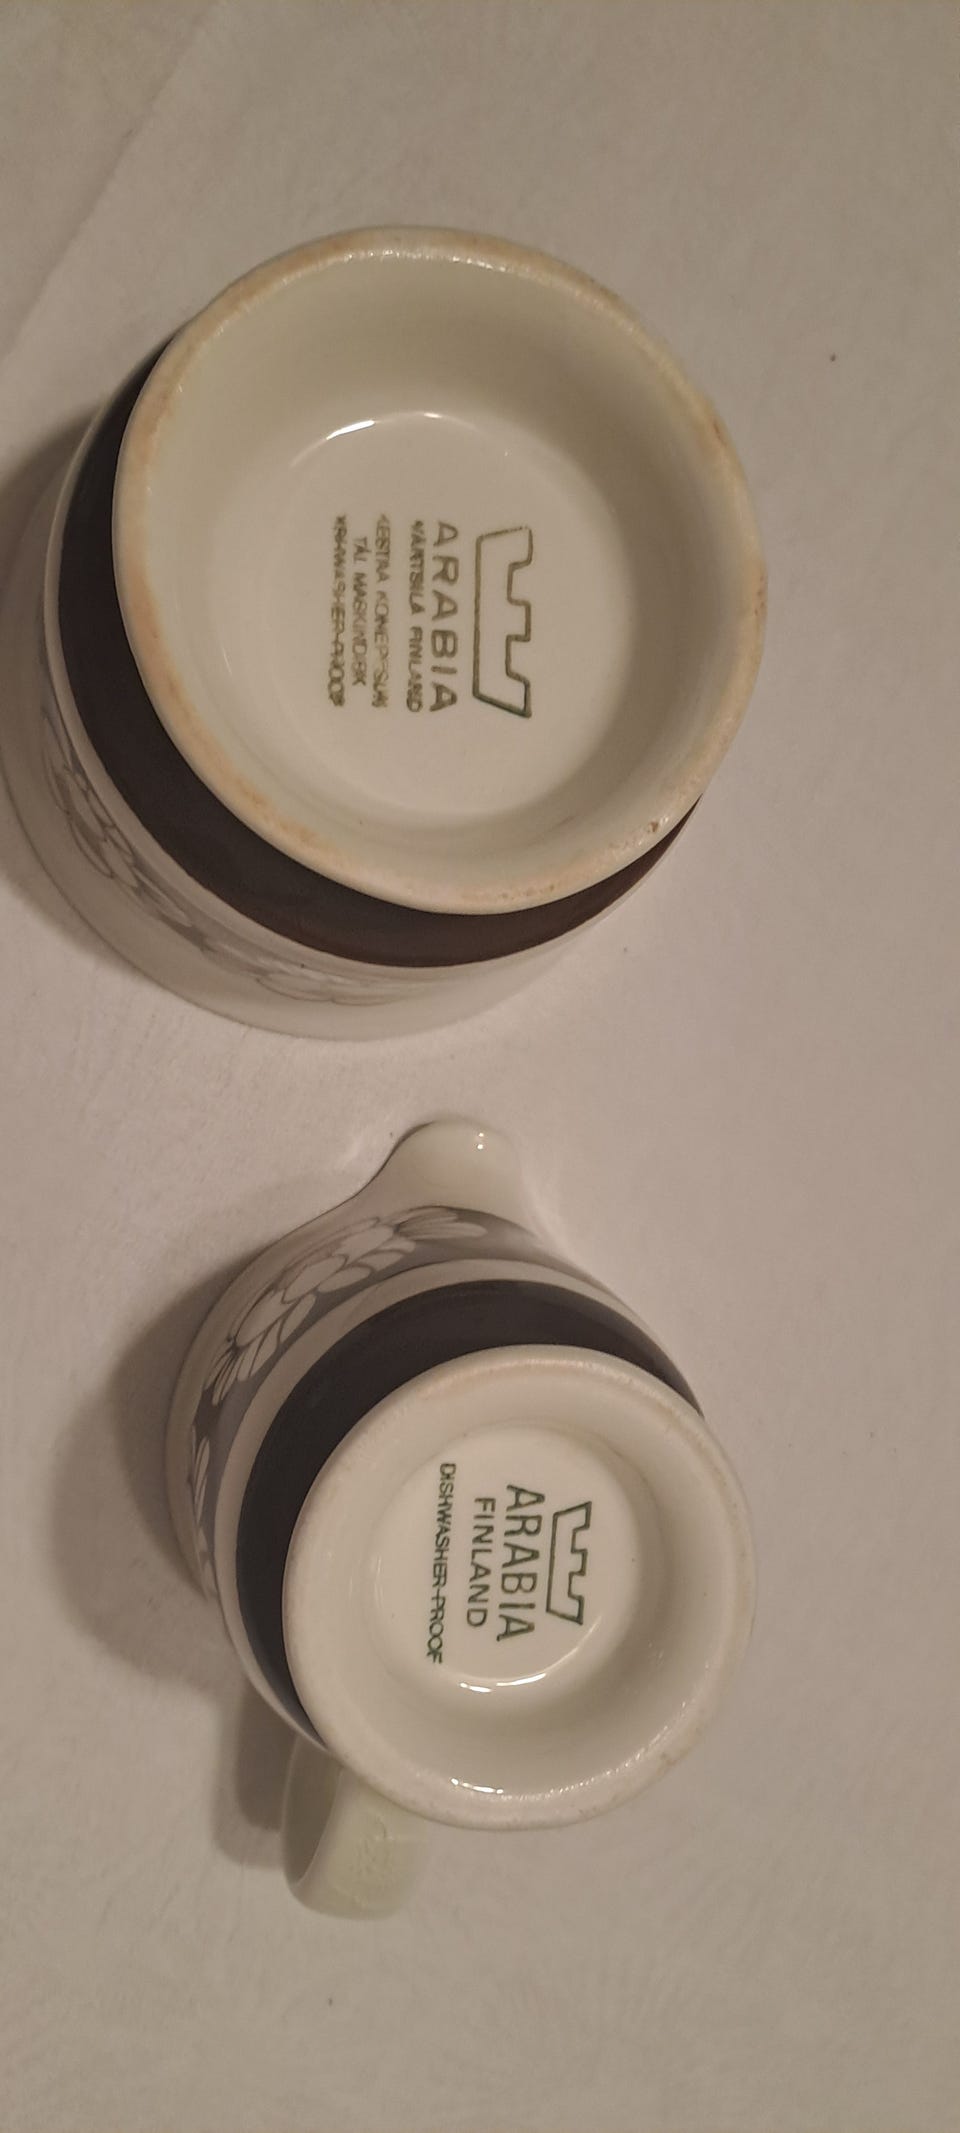 ARABIA
WÄRTSILÄ FINLAND
KESTÄÄ KONEPESUN
TÅL MASKINDISK
DISHWASHER-PROOF
ARABIA
FINLAND
DISHWASHER-PROOF